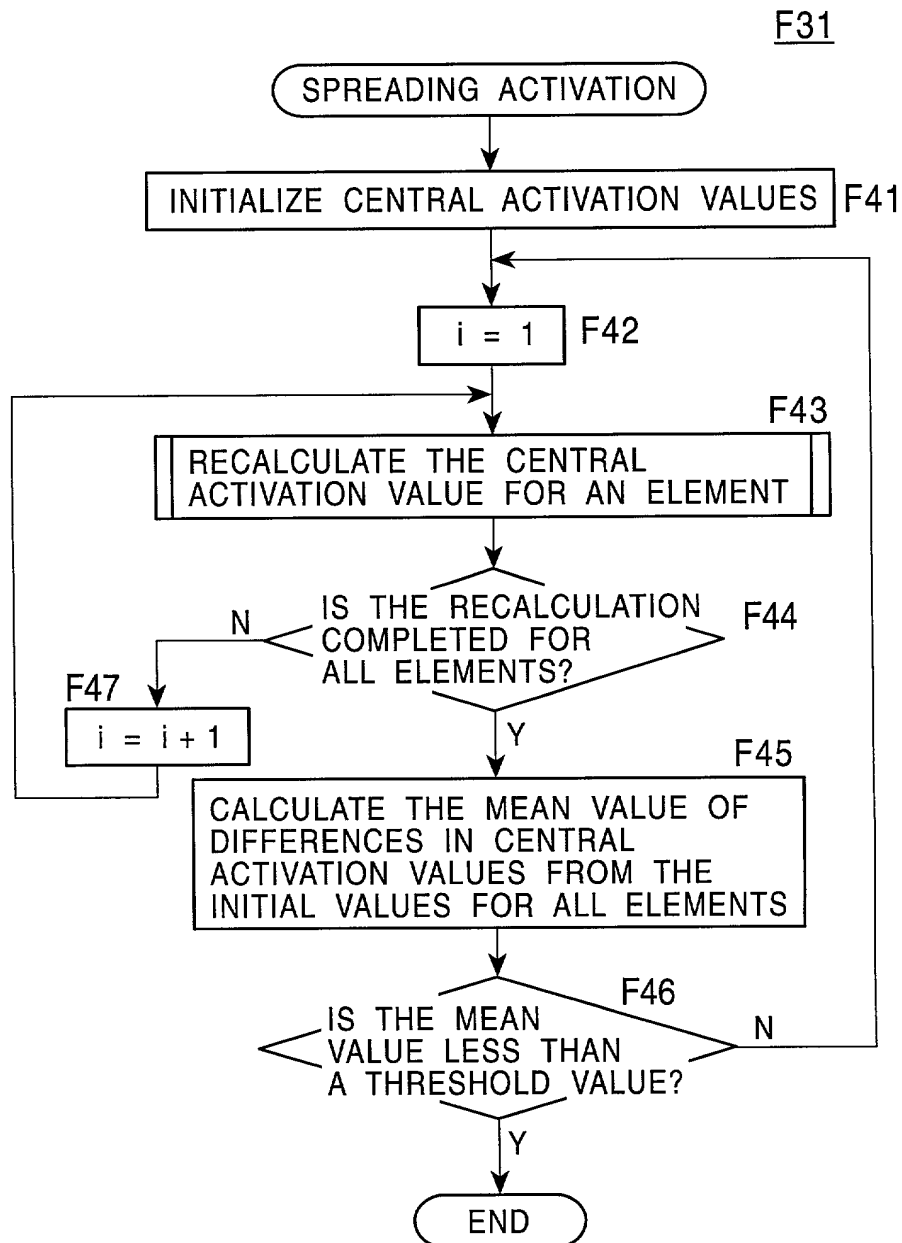 F31
SPREADING ACTIVATION
INITIALIZE CENTRAL ACTIVATION VALUES
F41
i = 1
F42
F43
RECALCULATE THE CENTRAL
ACTIVATION VALUE FOR AN ELEMENT
IS THE RECALCULATION
COMPLETED FOR
ALL ELEMENTS?
F44
N
F47
i = i + 1
Y
F45
CALCULATE THE MEAN VALUE OF
DIFFERENCES IN CENTRAL
ACTIVATION VALUES FROM THE
INITIAL VALUES FOR ALL ELEMENTS
F46
IS THE MEAN
VALUE LESS THAN
A THRESHOLD VALUE?
N
Y
END